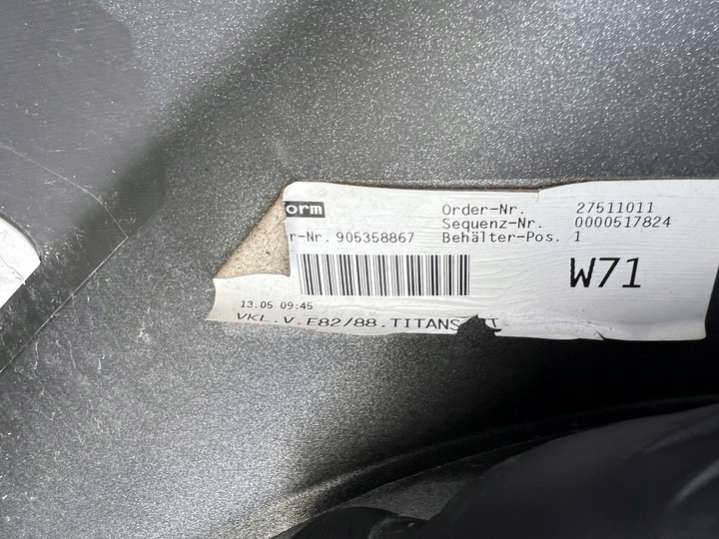 orm
Order-Nr. 27511011
Sequenz-Nr. 0000517824
r-Nr. 905358867 Behälter-Pos. 1
W71
13.05 09:45
VKL.V.E82/88.TITANS